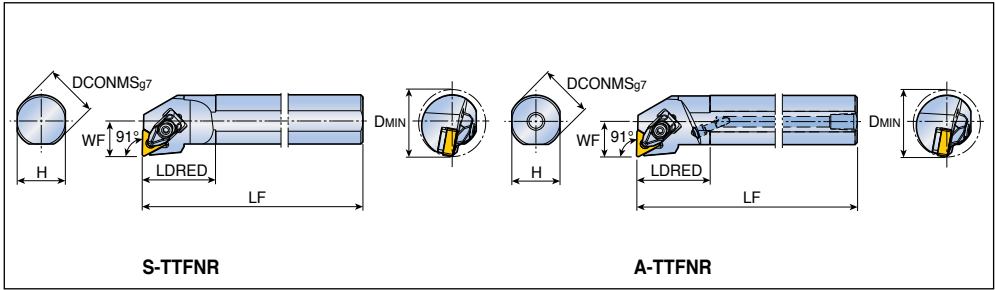 DCONMSg7
WF
91°
H
LDRED
LF
DMIN
S-TTFNR
DCONMSg7
WF
91°
H
LDRED
LF
DMIN
A-TTFNR